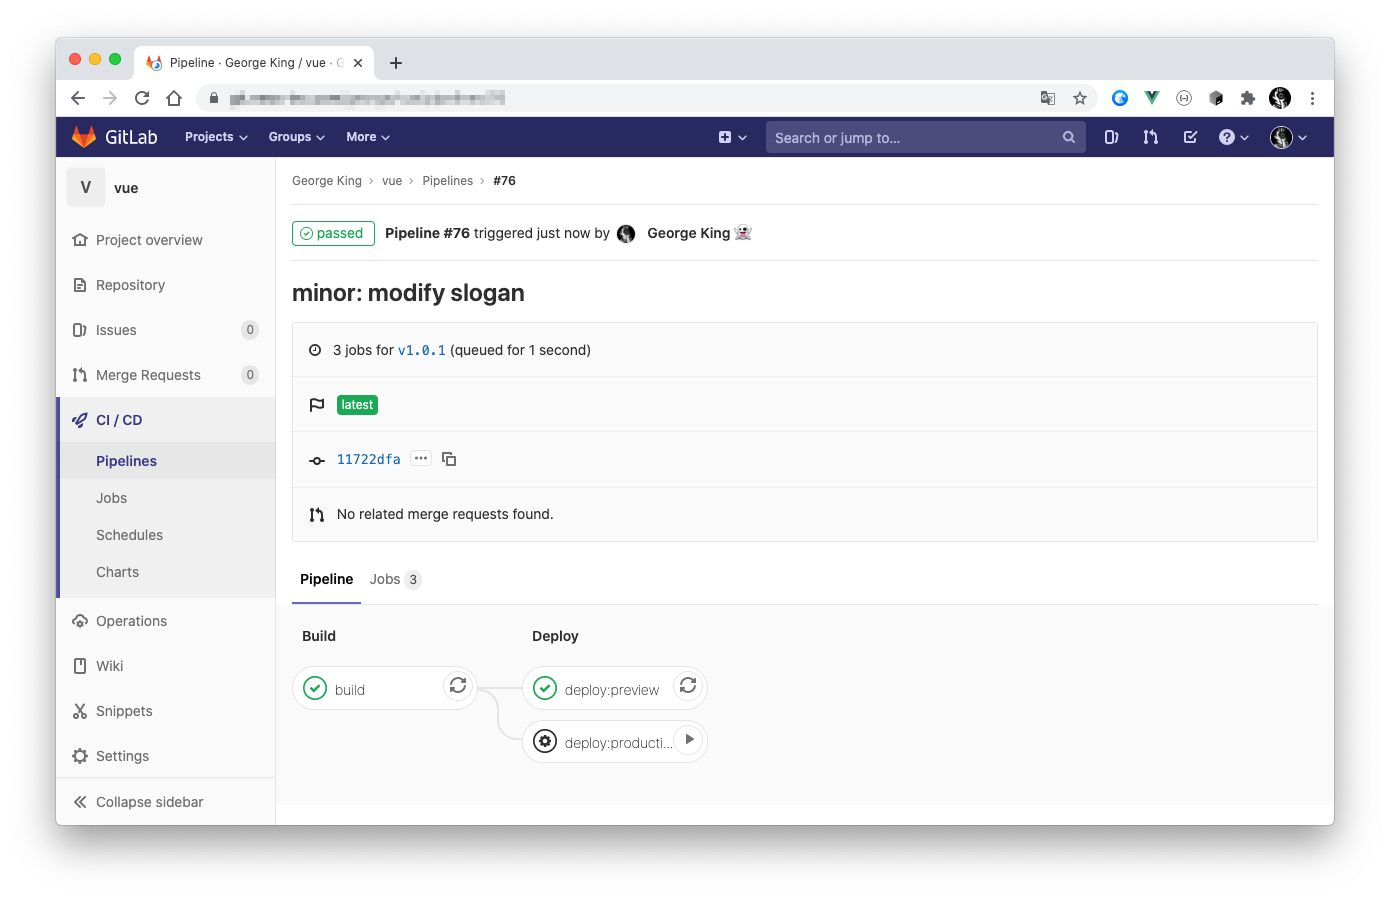 Pipeline · George King / vue · G
GitLab
Projects
Groups
More
Search or jump to...
V
vue
Project overview
Repository
Issues
0
Merge Requests
0
CI / CD
Pipelines
Jobs
Schedules
Charts
Operations
Wiki
Snippets
Settings
Collapse sidebar
George King › vue › Pipelines › #76
passed
Pipeline #76 triggered just now by George King 👻
minor: modify slogan
3 jobs for v1.0.1 (queued for 1 second)
latest
11722dfa
No related merge requests found.
Pipeline
Jobs 3
Build
Deploy
build
deploy:preview
deploy:producti...